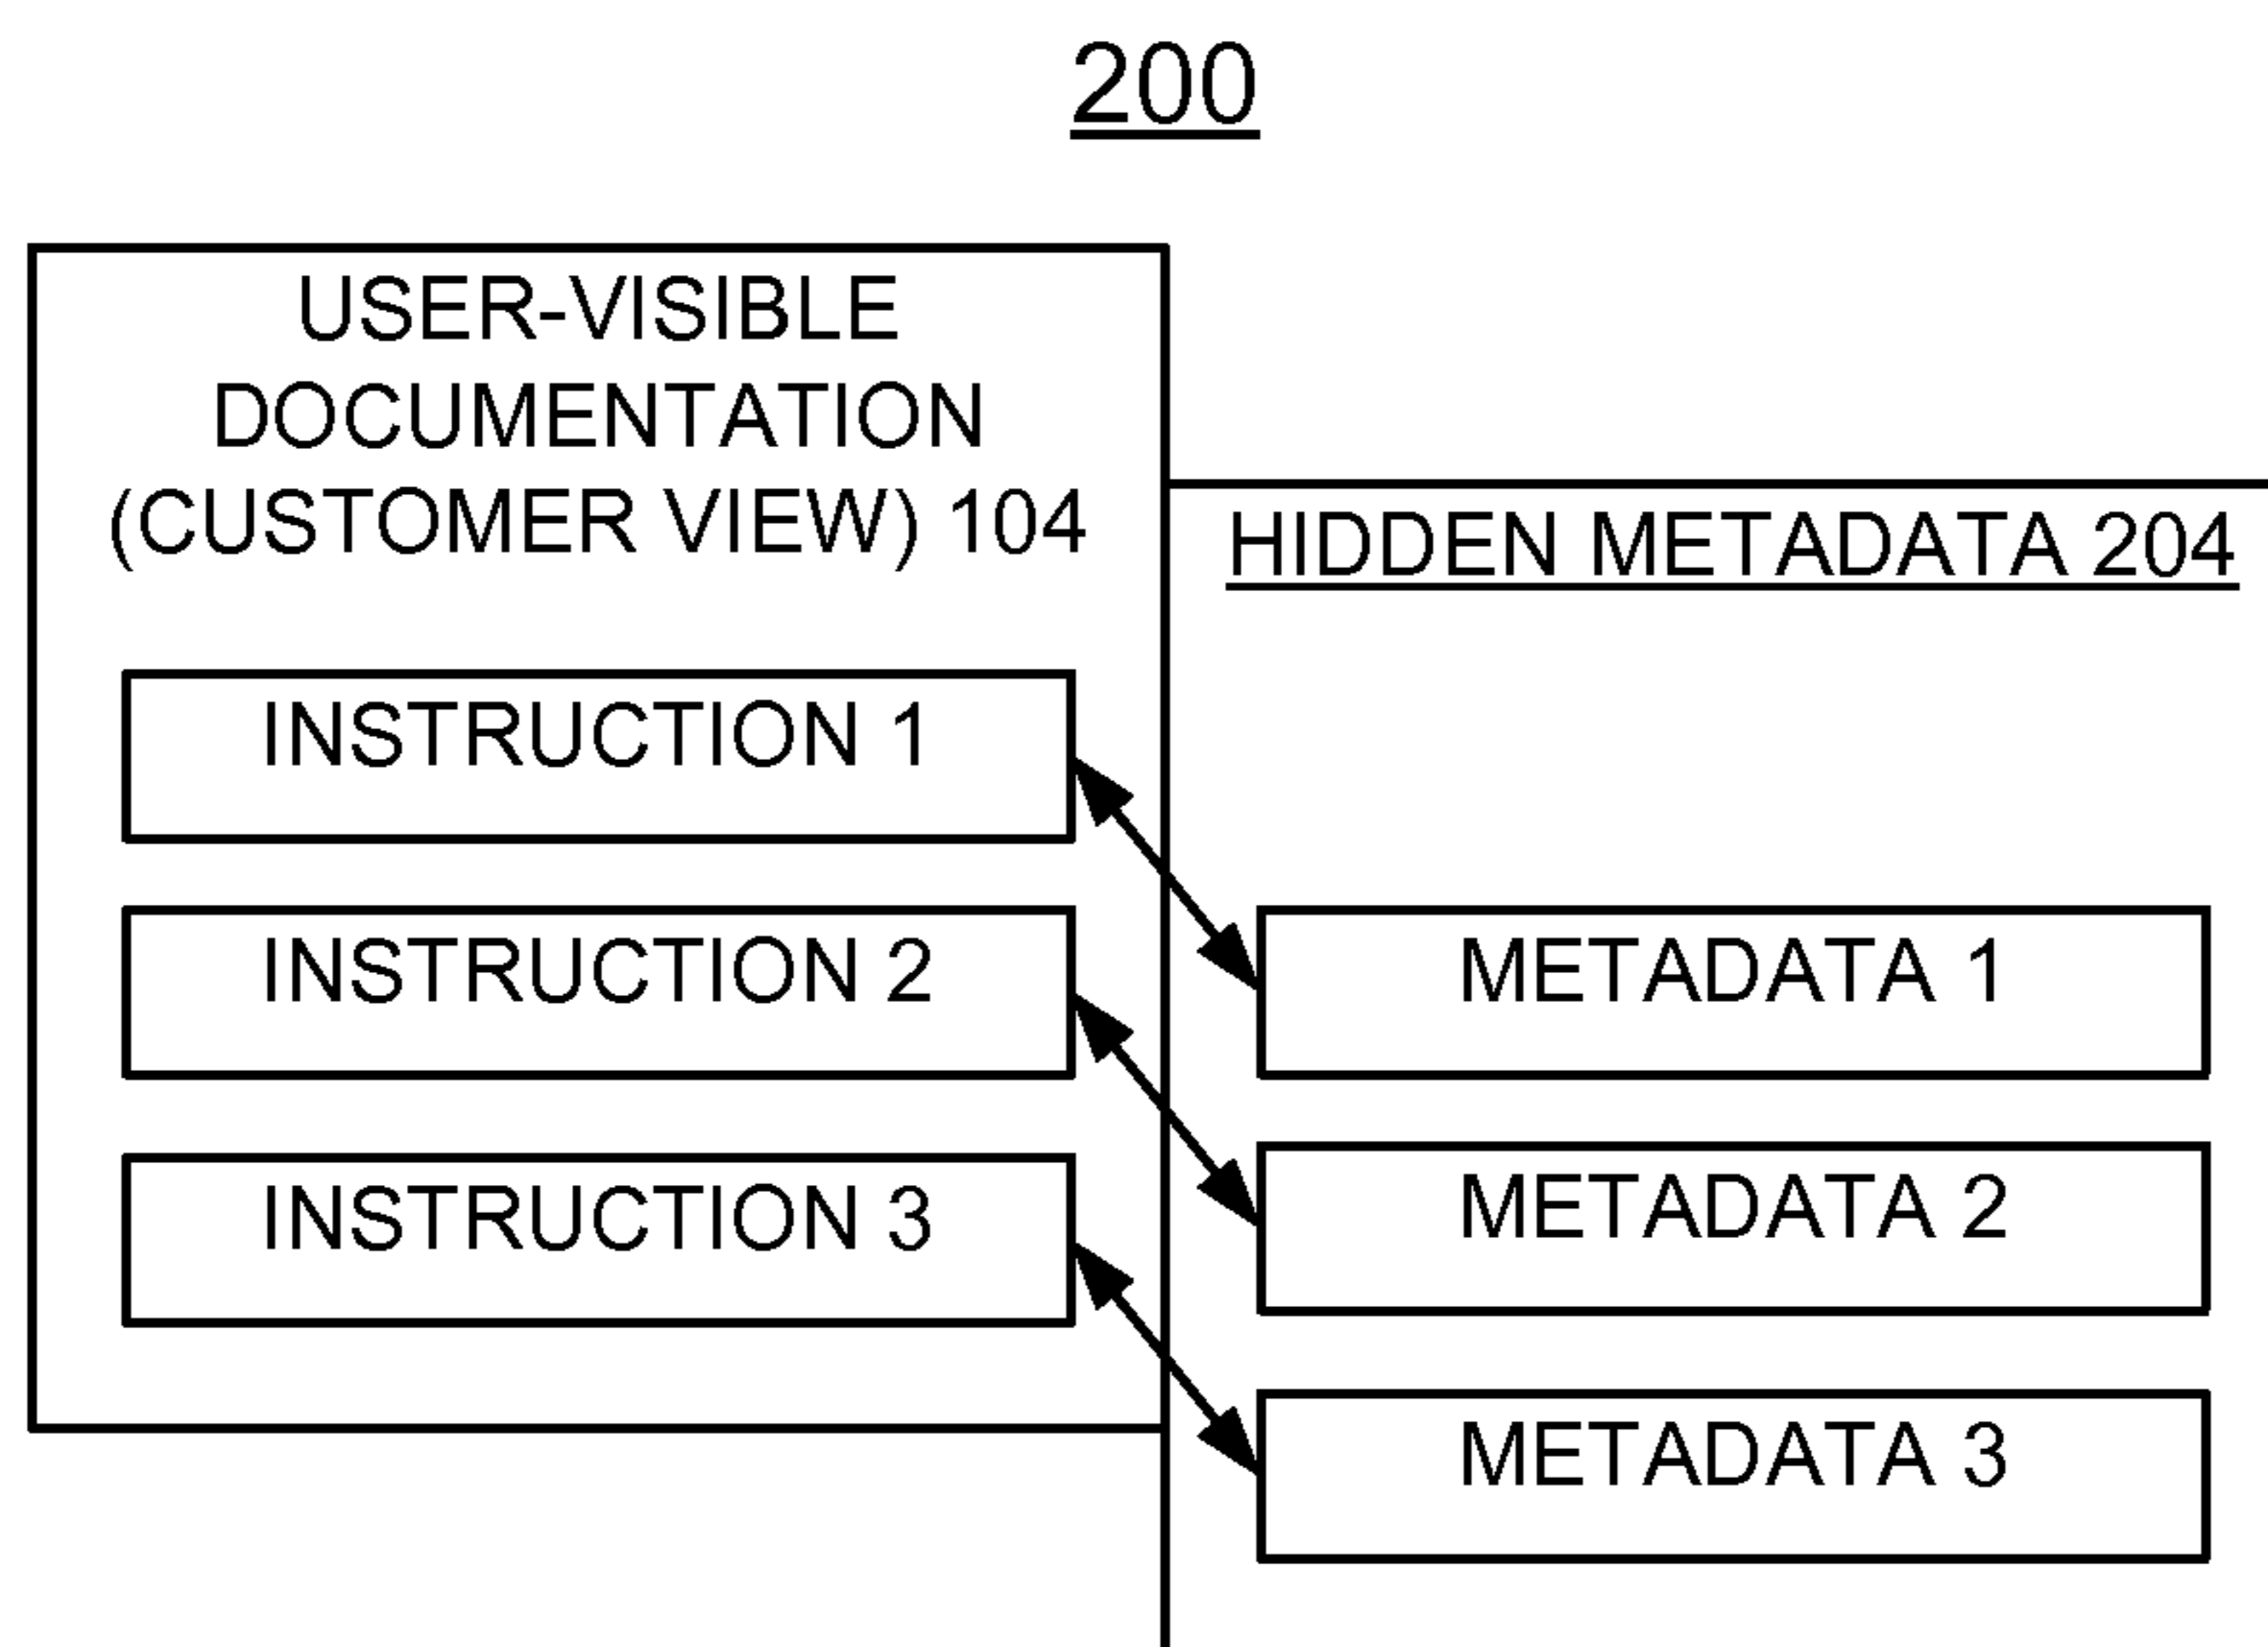 200
USER-VISIBLE
DOCUMENTATION
(CUSTOMER VIEW) 104
HIDDEN METADATA 204
INSTRUCTION 1
INSTRUCTION 2
INSTRUCTION 3
METADATA 1
METADATA 2
METADATA 3